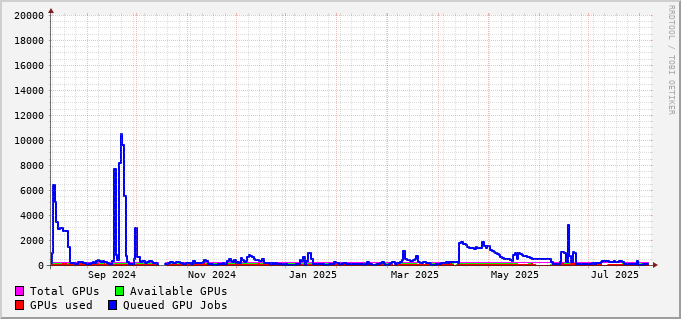 20000
18000
16000
14000
12000
10000
8000
6000
4000
2000
0
Sep 2024 Nov 2024 Jan 2025 Mar 2025 May 2025 Jul 2025
Total GPUs Available GPUs
GPUs used Queued GPU Jobs
RRDTOOL / TOBI OETIKER